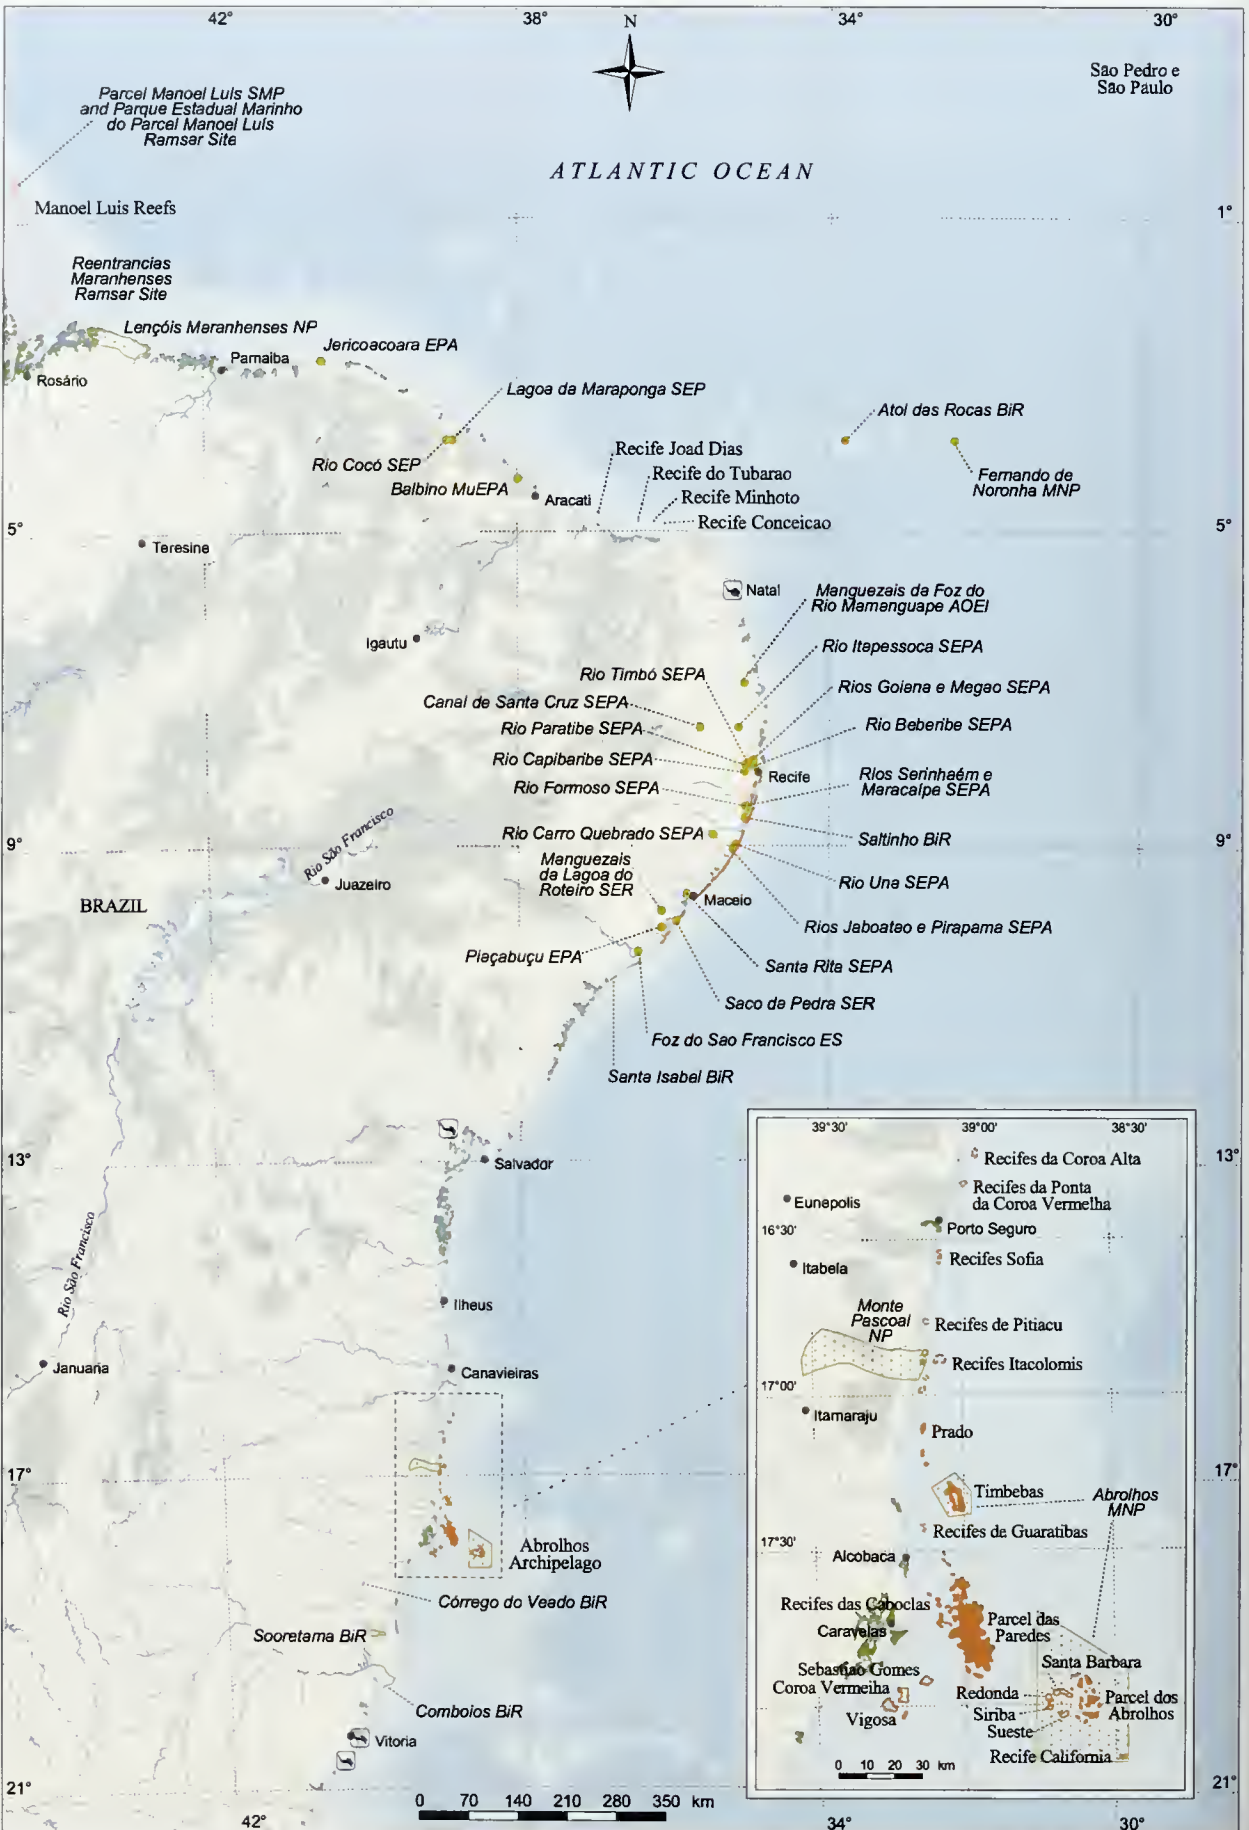 42°
38°
N
34°
30°
São Pedro e
São Paulo
Parcel Manoel Luis SMP
and Parque Estadual Marinho
do Parcel Manoel Luís
Ramsar Site
ATLANTIC OCEAN
Manoel Luis Reefs
1°
Reentrancias
Maranhenses
Ramsar Site
Lençóis Maranhenses NP
Jericoacoara EPA
Parnaiba
Rosário
Lagoa da Maraponga SEP
Atol das Rocas BiR
Rio Cocó SEP
Balbino MuEPA
Aracati
Recife Joad Dias
Recife do Tubarao
Recife Minhoto
Recife Conceicao
Fernando de
Noronha MNP
5°
5°
Teresine
Natal
Manguezais da Foz do
Rio Mamanguape AOEI
Igautu
Rio Itapessoca SEPA
Rio Timbó SEPA
Canal de Santa Cruz SEPA
Rios Goiana e Megao SEPA
Rio Paratibe SEPA
Rio Beberibe SEPA
Rio Capibaribe SEPA
Recife
Rio Formoso SEPA
Rios Serinhaém e
Maracaípe SEPA
Rio Carro Quebrado SEPA
Saltinho BiR
9°
9°
Rio São Francisco
Manguezais
da Lagoa do
Roteiro SER
Juazeiro
Rio Una SEPA
BRAZIL
Maceio
Rios Jaboatao e Pirapama SEPA
Piaçabuçu EPA
Santa Rita SEPA
Saco da Pedra SER
Foz do Sao Francisco ES
Santa Isabel BiR
Salvador
13°
13°
Rio São Francisco
Ilheus
Januaria
Canavieiras
17°
17°
Abrolhos
Archipelago
Córrego do Veado BiR
Sooretama BiR
Comboios BiR
Vitoria
21°
21°
0 70 140 210 280 350 km
42°
34°
30°
39°30'
39°00'
38°30'
Recifes da Coroa Alta
Recifes da Ponta
da Coroa Vermelha
Eunapolis
Porto Seguro
16°30'
Recifes Sofia
Itabela
Monte
Pascoal
NP
Recifes de Pitiacu
Recifes Itacolomis
17°00'
Itamaraju
Prado
Timbebas
Abrolhos
MNP
Recifes de Guaratibas
17°30'
Alcobaca
Recifes das Caboclas
Caravelas
Parcel das
Paredes
Sebastiao Gomes
Coroa Vermelha
Vigosa
Santa Barbara
Redonda
Siriba
Sueste
Parcel dos
Abrolhos
Recife California
0 10 20 30 km